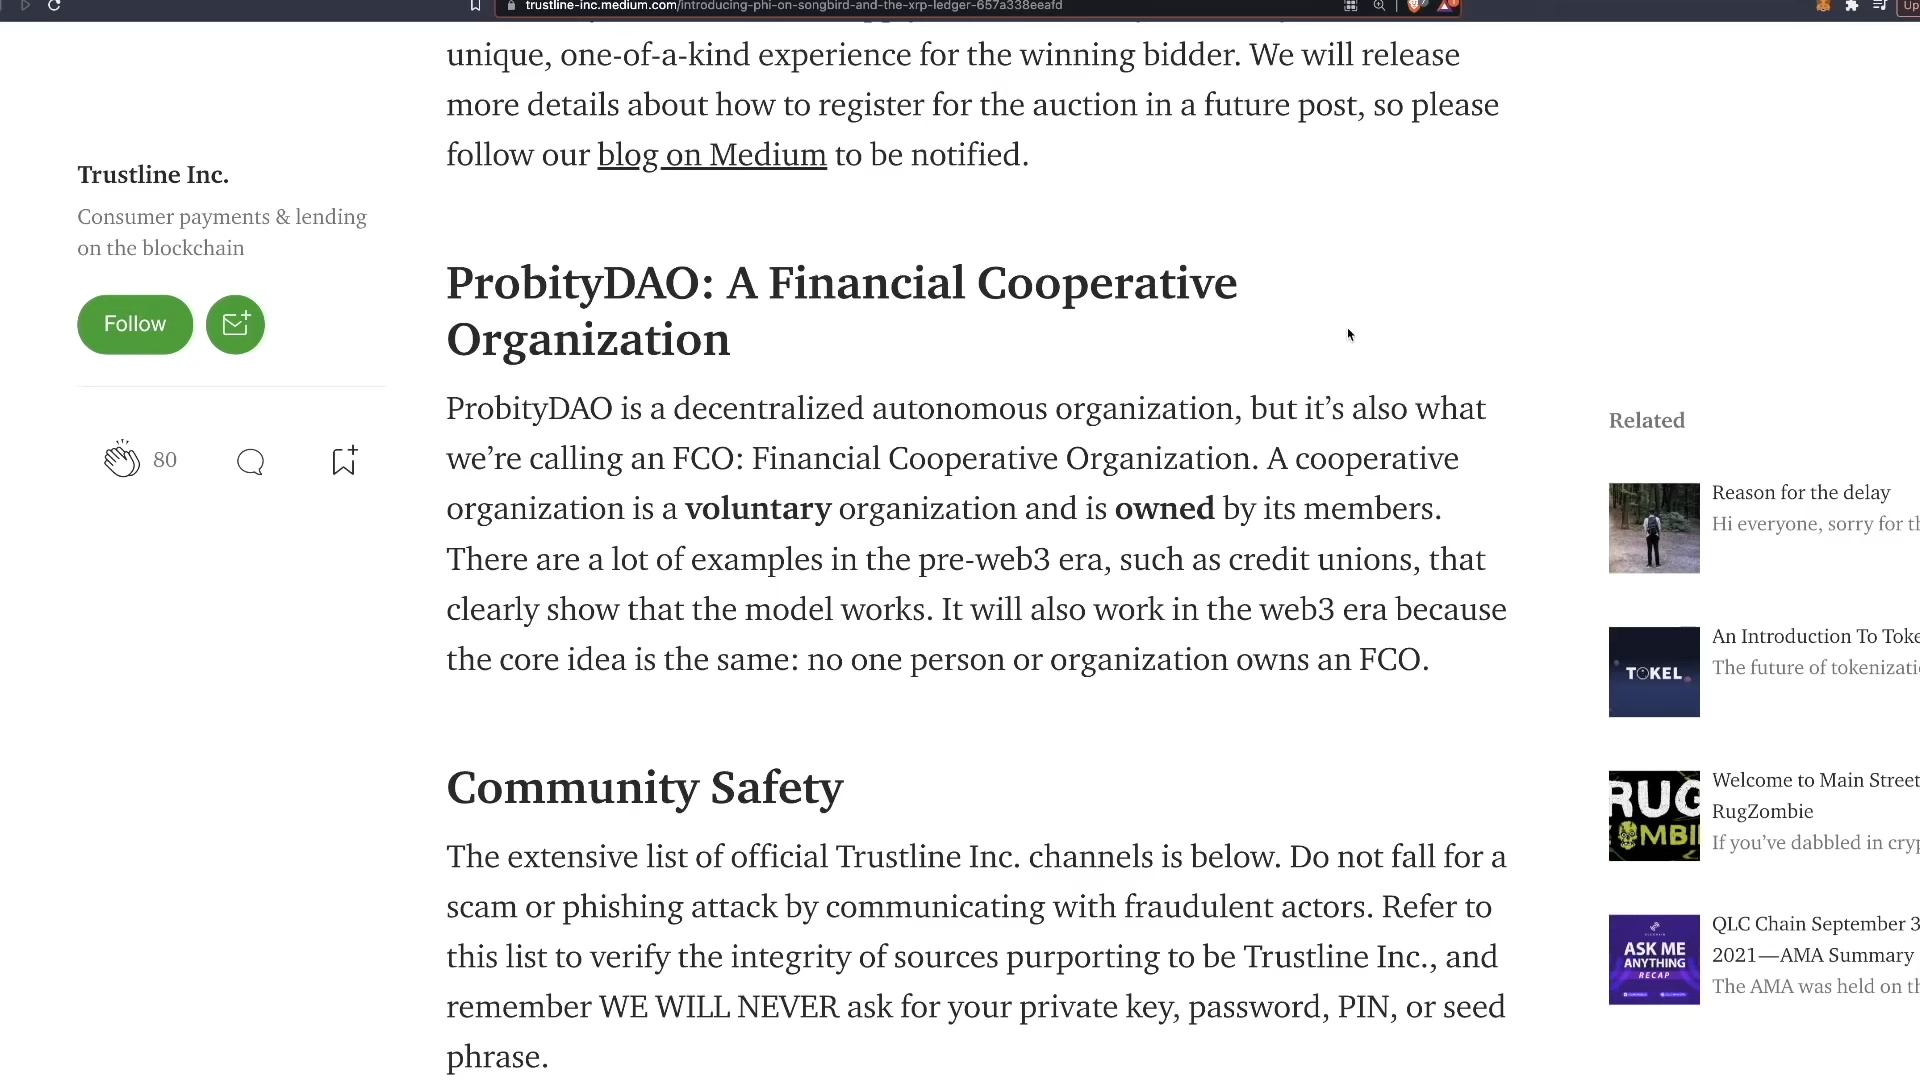 trustline-inc.medium.com/introducing-phi-on-songbird-and-the-xrp-ledger-657a338eeafd
Up
unique, one-of-a-kind experience for the winning bidder. We will release
more details about how to register for the auction in a future post, so please
follow our blog on Medium to be notified.
Trustline Inc.
Consumer payments & lending
on the blockchain
Follow
80
ProbityDAO: A Financial Cooperative
Organization
ProbityDAO is a decentralized autonomous organization, but it’s also what
we’re calling an FCO: Financial Cooperative Organization. A cooperative
organization is a voluntary organization and is owned by its members.
There are a lot of examples in the pre-web3 era, such as credit unions, that
clearly show that the model works. It will also work in the web3 era because
the core idea is the same: no one person or organization owns an FCO.
Community Safety
The extensive list of official Trustline Inc. channels is below. Do not fall for a
scam or phishing attack by communicating with fraudulent actors. Refer to
this list to verify the integrity of sources purporting to be Trustline Inc., and
remember WE WILL NEVER ask for your private key, password, PIN, or seed
phrase.
Related
Reason for the delay
Hi everyone, sorry for th
TOKEL
An Introduction To Toke
The future of tokenizati
RUG
ZOMBI
Welcome to Main Street
RugZombie
If you’ve dabbled in cryp
ASK ME
ANYTHING
RECAP
QLC Chain September 3
2021—AMA Summary
The AMA was held on th